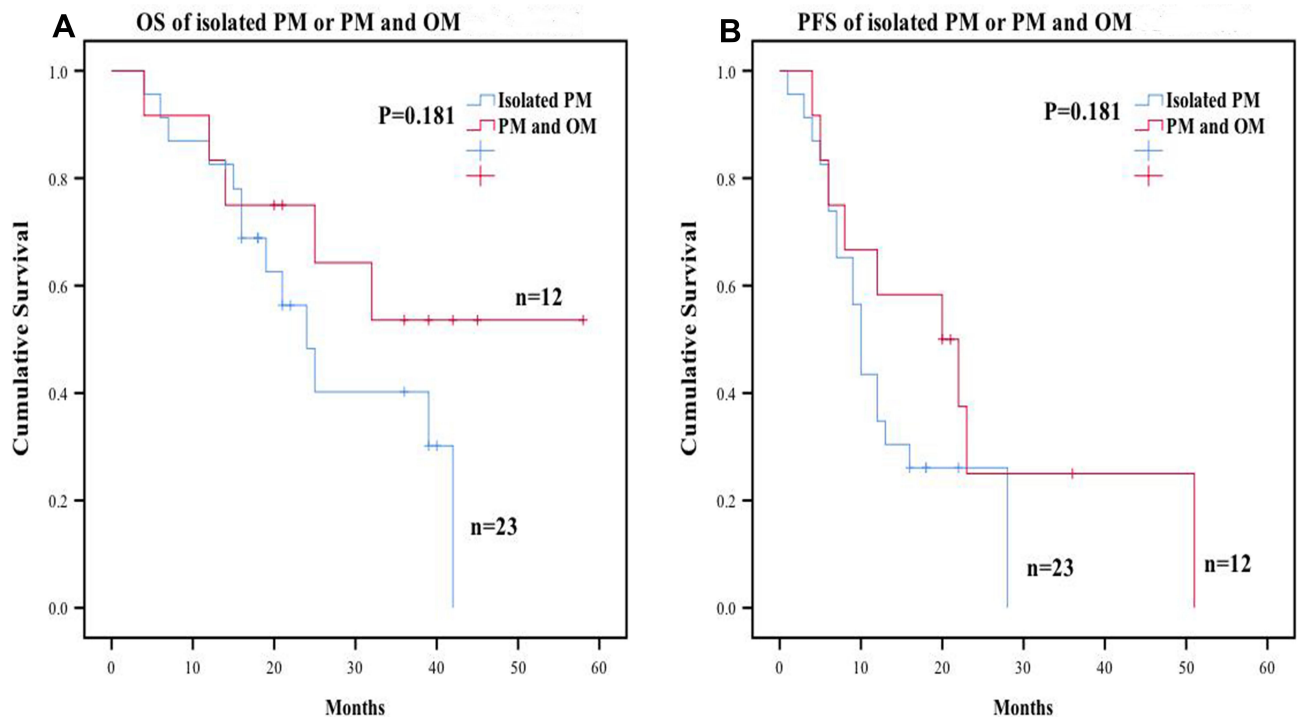 A
OS of isolated PM or PM and OM
P=0.181
Isolated PM
PM and OM
n=12
n=23
Cumulative Survival
1.0
0.8
0.6
0.4
0.2
0.0
0 10 20 30 40 50 60
Months
B
PFS of isolated PM or PM and OM
P=0.181
Isolated PM
PM and OM
n=23
n=12
Cumulative Survival
1.0
0.8
0.6
0.4
0.2
0.0
0 10 20 30 40 50 60
Months